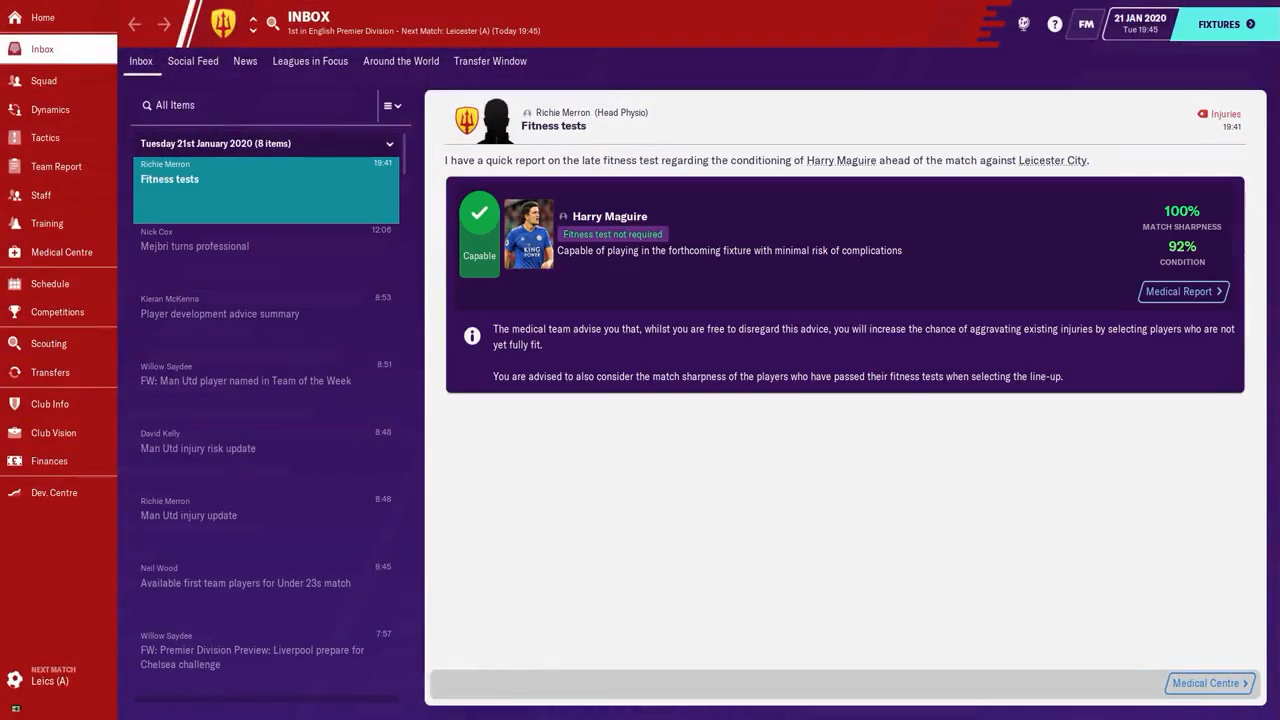 Home
Inbox
Squad
Dynamics
Tactics
Team Report
Staff
Training
Medical Centre
Schedule
Competitions
Scouting
Transfers
Club Info
Club Vision
Finances
Dev. Centre
NEXT MATCH
Leics (A)
INBOX
1st in English Premier Division - Next Match: Leicester (A) (Today 19:45)
?
FM
21 JAN 2020
Tue 19:45
FIXTURES
Inbox Social Feed News Leagues in Focus Around the World Transfer Window
All Items
Tuesday 21st January 2020 (8 items)
Richie Merron 19:41
Fitness tests
Nick Cox 12:06
Mejbri turns professional
Kieran McKenna 8:53
Player development advice summary
Willow Saydee 8:51
FW: Man Utd player named in Team of the Week
David Kelly 8:48
Man Utd injury risk update
Richie Merron 8:48
Man Utd injury update
Neil Wood 8:45
Available first team players for Under 23s match
Willow Saydee 7:57
FW: Premier Division Preview: Liverpool prepare for
Chelsea challenge
Richie Merron (Head Physio)
Fitness tests
Injuries
19:41
I have a quick report on the late fitness test regarding the conditioning of Harry Maguire ahead of the match against Leicester City.
Capable
KING
POWER
Harry Maguire
Fitness test not required
Capable of playing in the forthcoming fixture with minimal risk of complications
100%
MATCH SHARPNESS
92%
CONDITION
Medical Report
The medical team advise you that, whilst you are free to disregard this advice, you will increase the chance of aggravating existing injuries by selecting players who are not
yet fully fit.
You are advised to also consider the match sharpness of the players who have passed their fitness tests when selecting the line-up.
Medical Centre